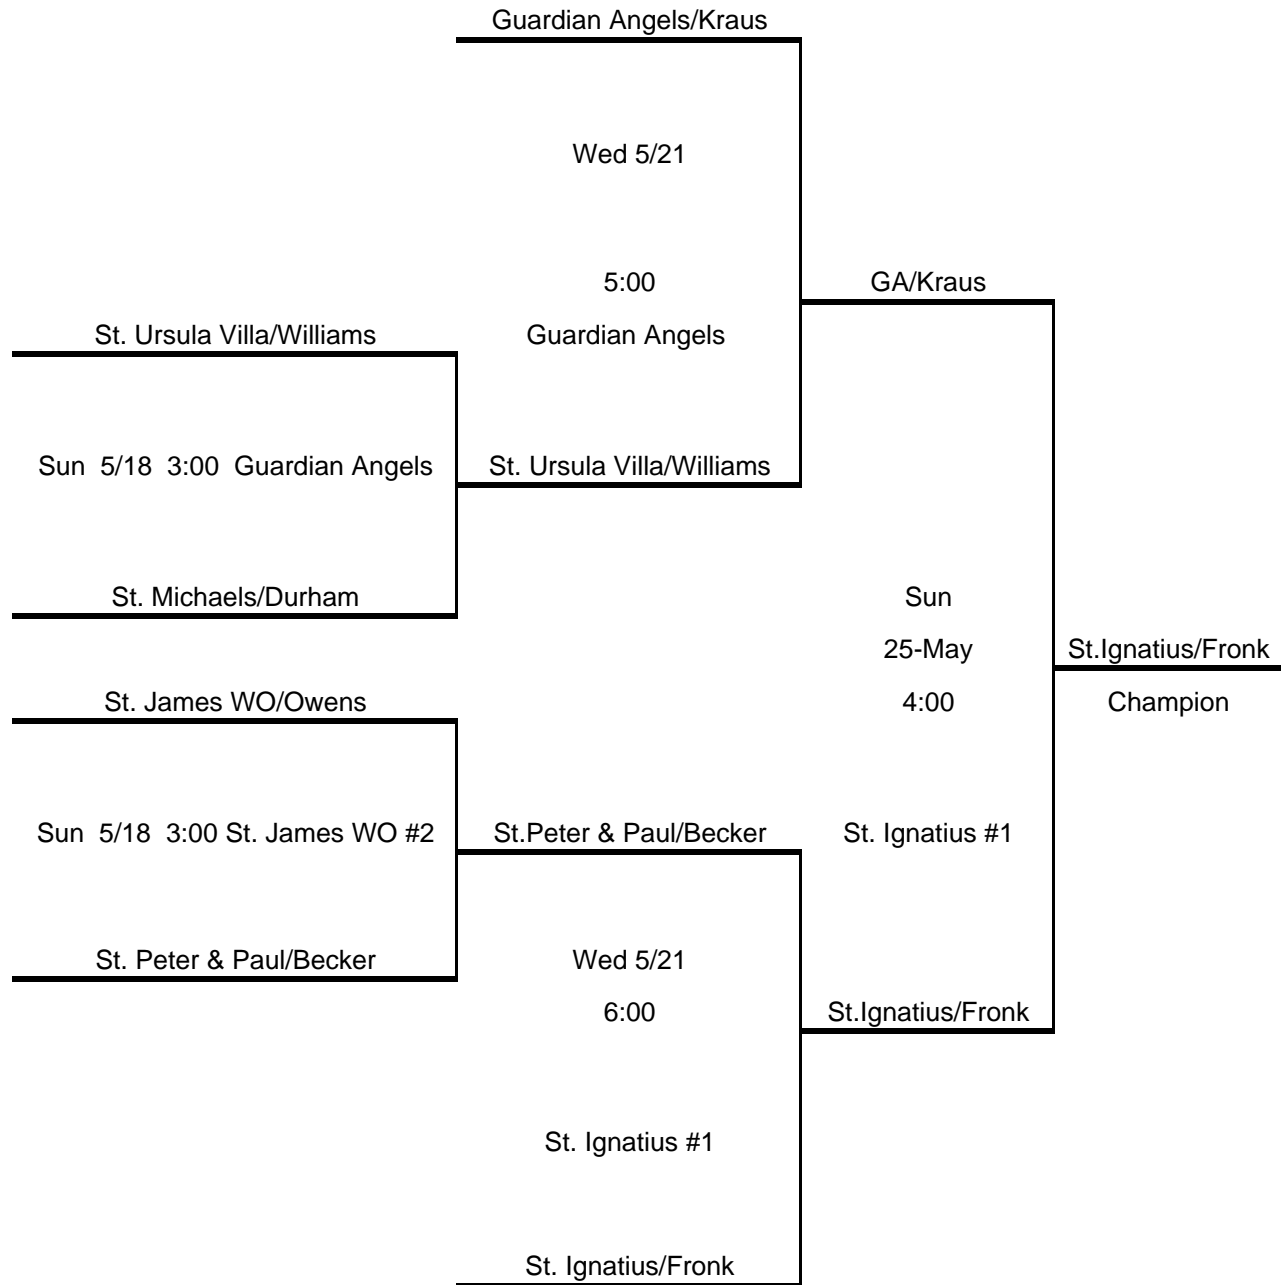 Guardian Angels/Kraus
Wed 5/21
5:00
GA/Kraus
St. Ursula Villa/Williams
Guardian Angels
Sun  5/18  3:00  Guardian Angels
St. Ursula Villa/Williams
St. Michaels/Durham
Sun
25-May
St.Ignatius/Fronk
St. James WO/Owens
4:00
Champion
Sun  5/18  3:00 St. James WO #2
St.Peter & Paul/Becker
St. Ignatius #1
St. Peter & Paul/Becker
Wed 5/21
6:00
St.Ignatius/Fronk
St. Ignatius #1
St. Ignatius/Fronk